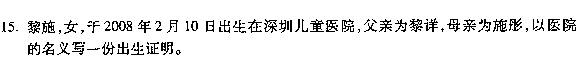 15. 黎施,女,于2008年2月10日出生在深圳儿童医院,父亲为黎详,母亲为施彤,以医院
的名义写一份出生证明。